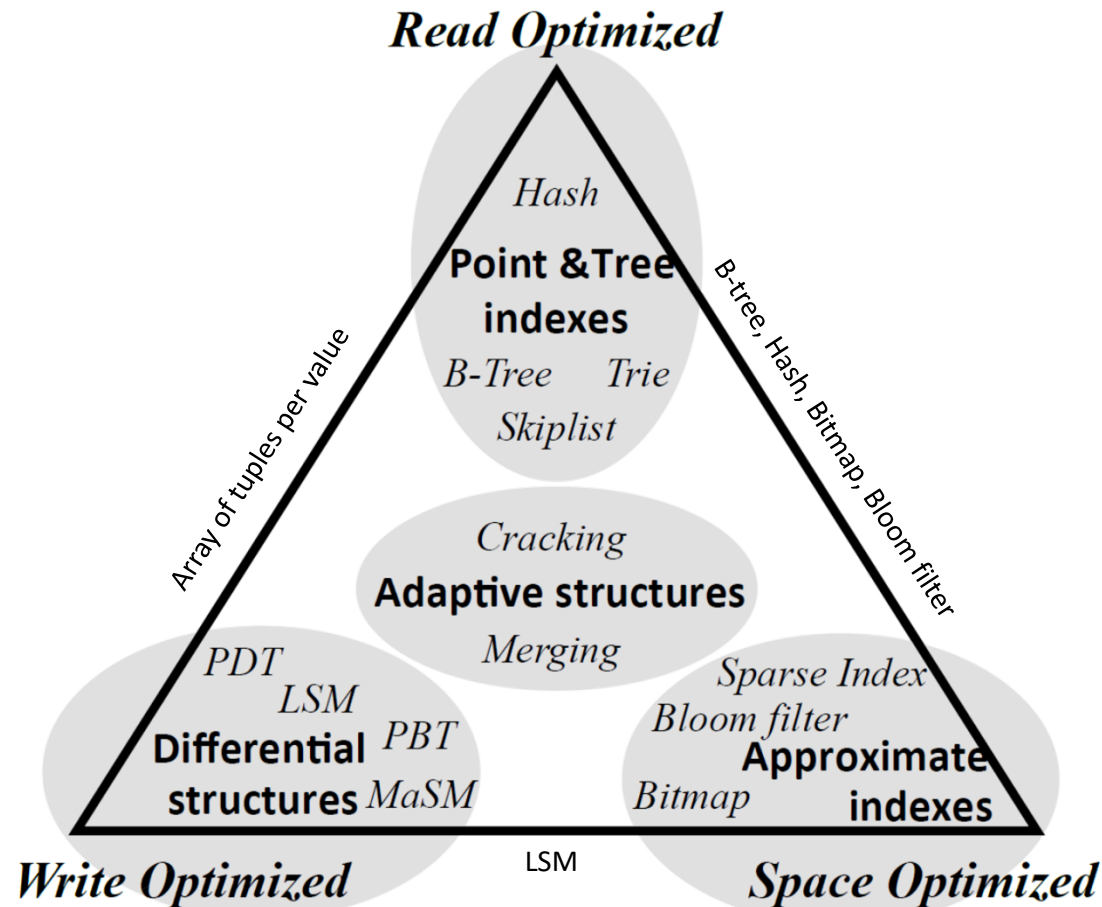 Read Optimized
Hash
Point &Tree
indexes
B-Tree Trie
Skiplist
Array of tuples per value
B-tree, Hash, Bitmap, Bloom filter
Cracking
Adaptive structures
Merging
PDT
LSM
PBT
Differential
structures
MaSM
Sparse Index
Bloom filter
Approximate
indexes
Bitmap
LSM
Write Optimized
Space Optimized